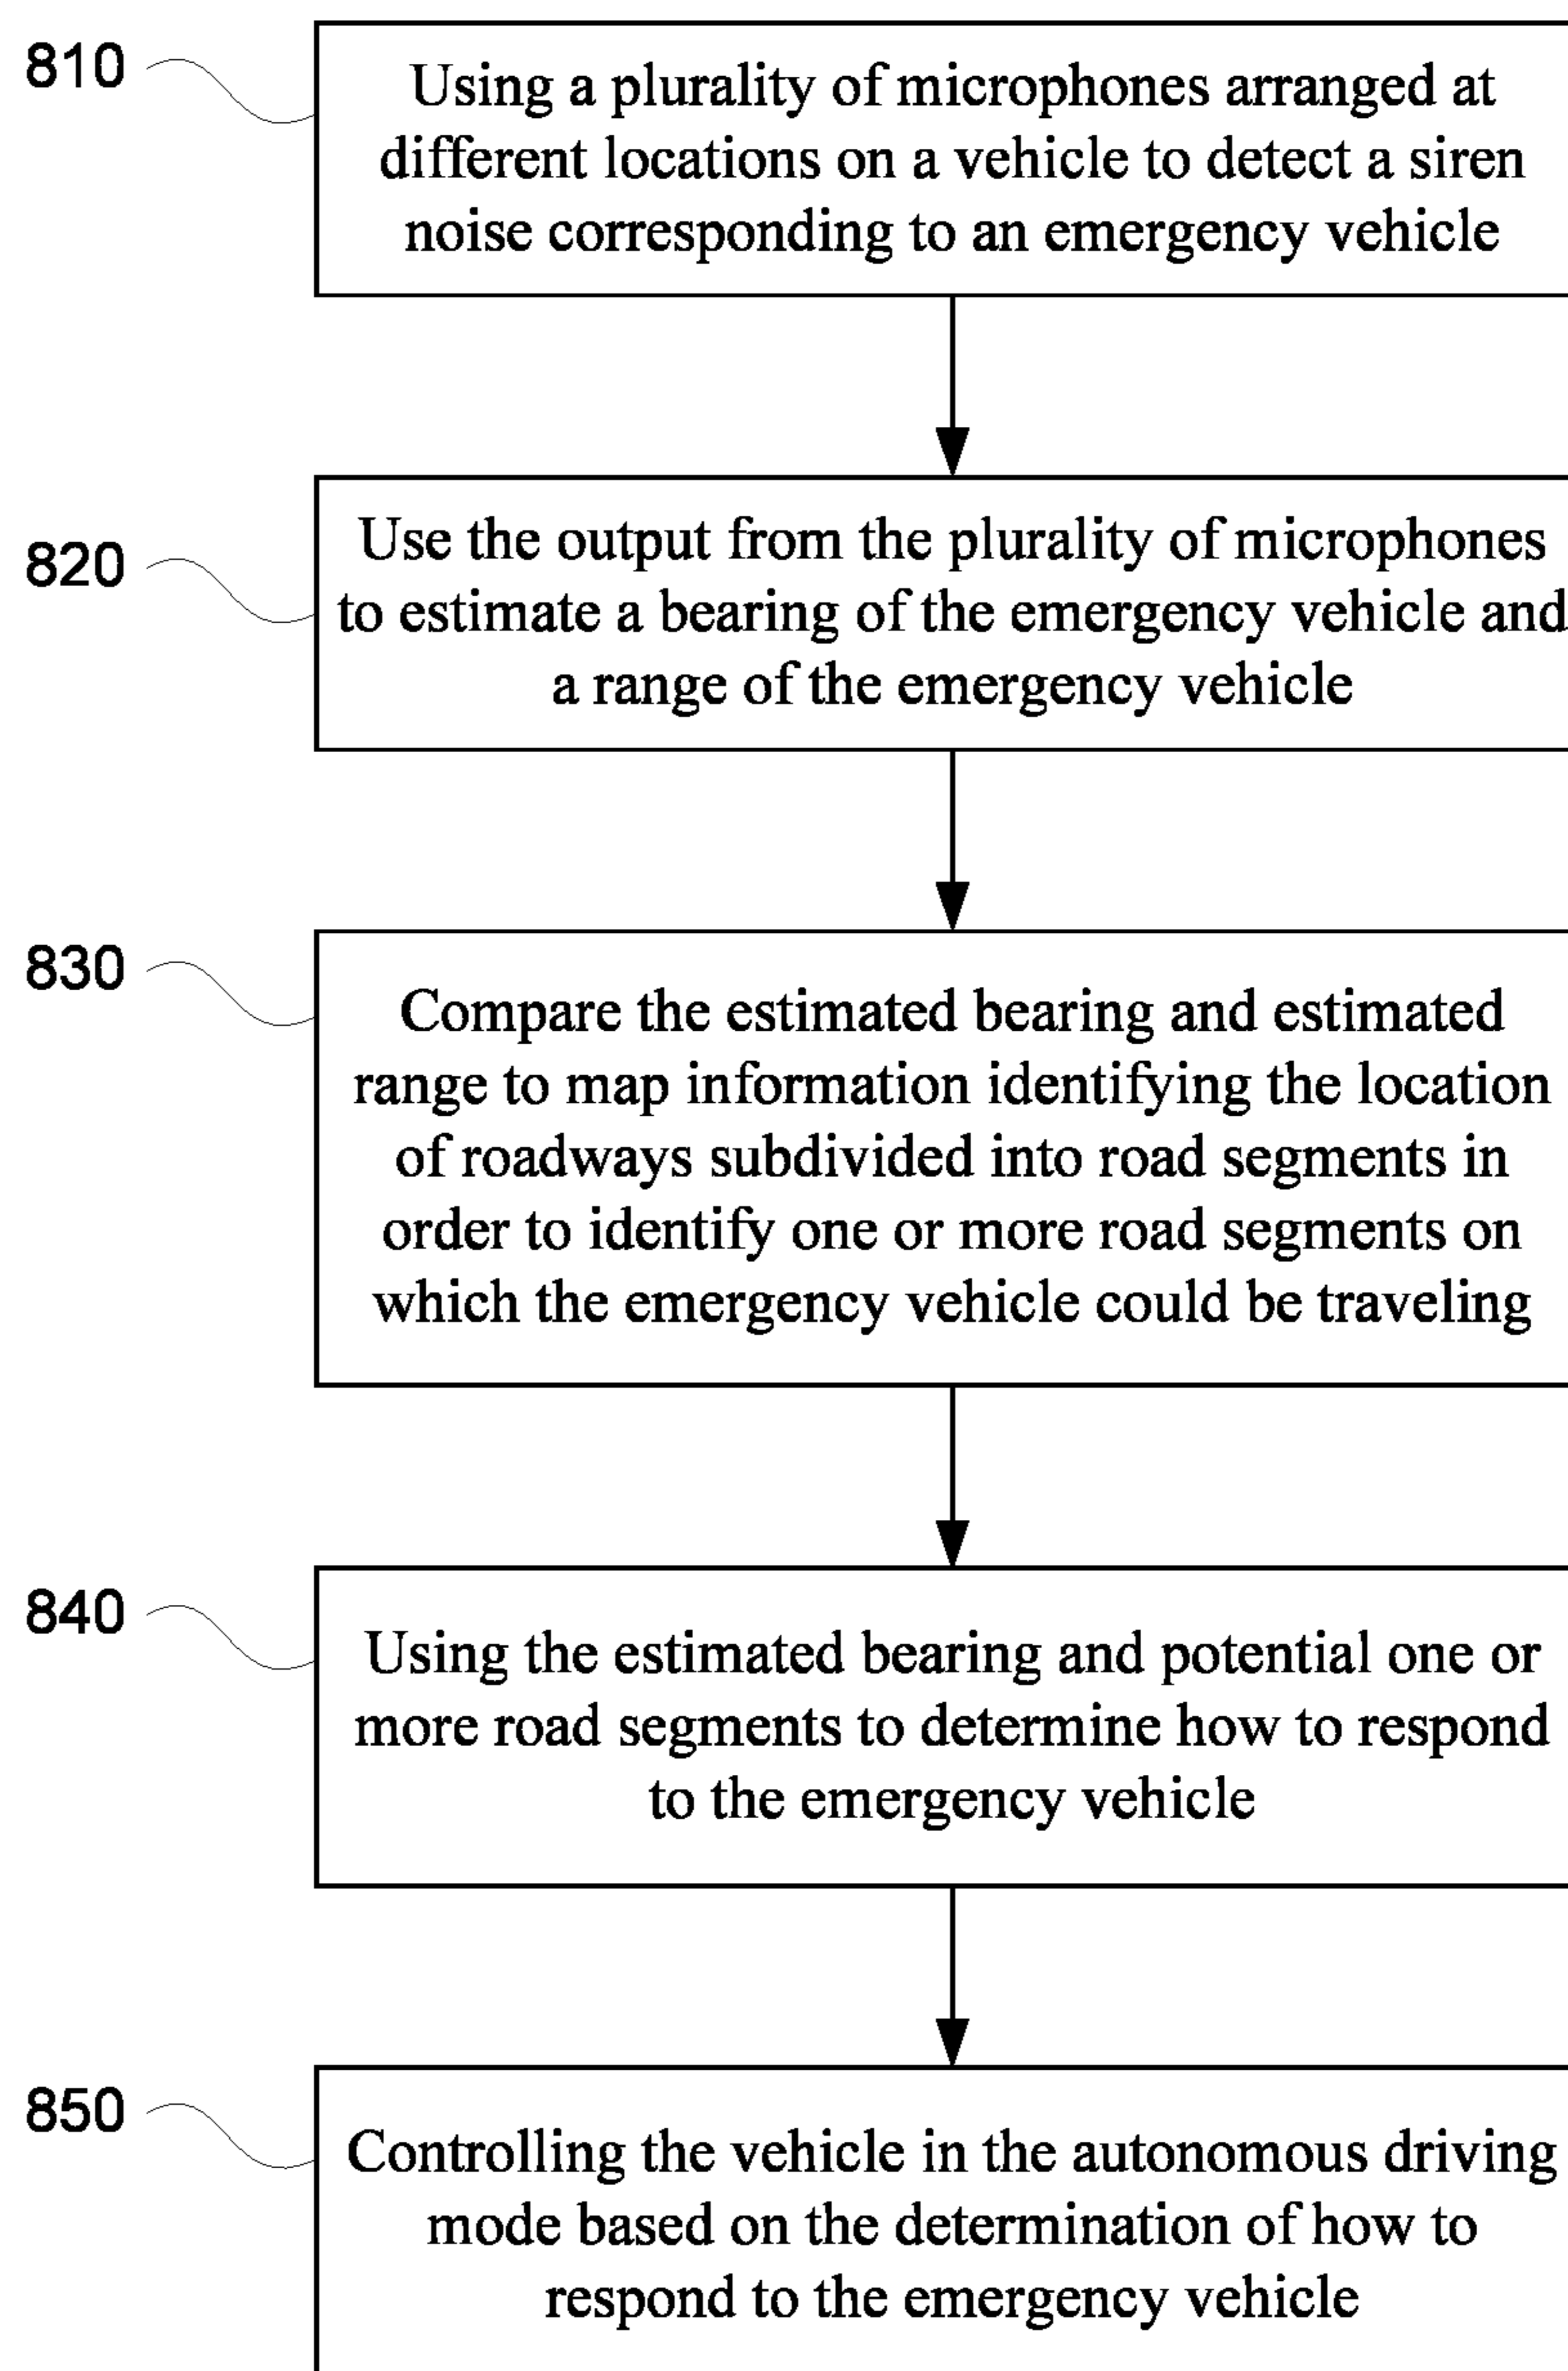 810
Using a plurality of microphones arranged at
different locations on a vehicle to detect a siren
noise corresponding to an emergency vehicle
820
Use the output from the plurality of microphones
to estimate a bearing of the emergency vehicle and
a range of the emergency vehicle
830
Compare the estimated bearing and estimated
range to map information identifying the location
of roadways subdivided into road segments in
order to identify one or more road segments on
which the emergency vehicle could be traveling
840
Using the estimated bearing and potential one or
more road segments to determine how to respond
to the emergency vehicle
850
Controlling the vehicle in the autonomous driving
mode based on the determination of how to
respond to the emergency vehicle